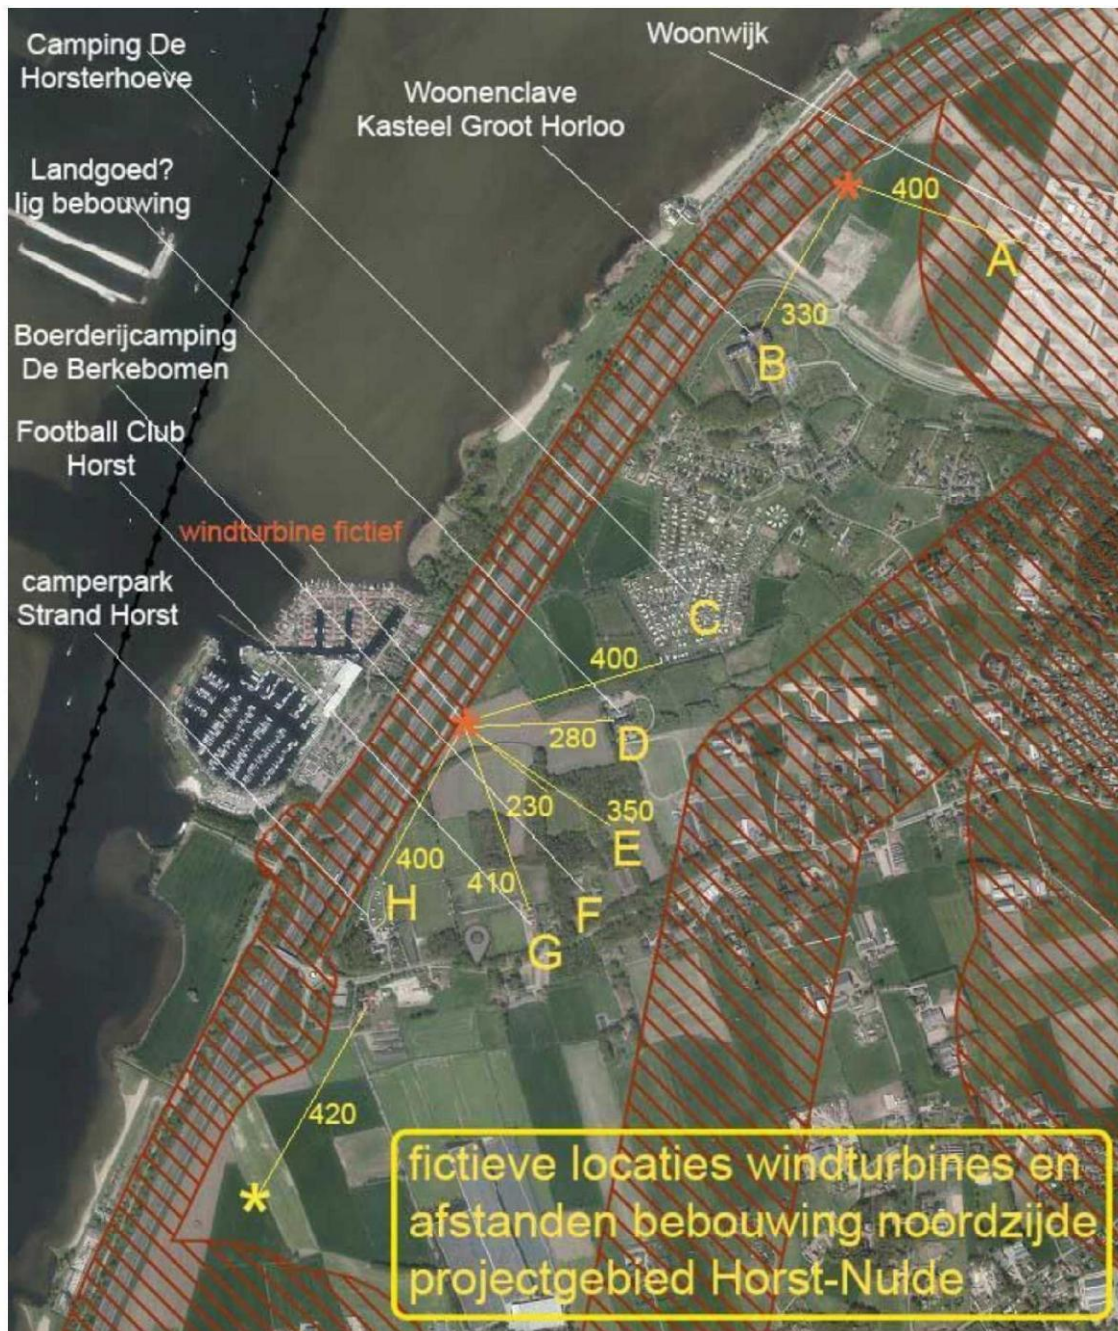 Camping De
Horsterhoeve
Woonwijk
Woonenclave
Kasteel Groot Horloo
Landgoed?
lig bebouwing
400
A
330
B
Boerderijcamping
De Berkebomen
Football Club
Horst
windturbine fictief
camperpark
Strand Horst
C
400
D
280
230
350
E
400
410
H
F
G
420
fictieve locaties windturbines en
afstanden bebouwing noordzijde
projectgebied Horst-Nulde